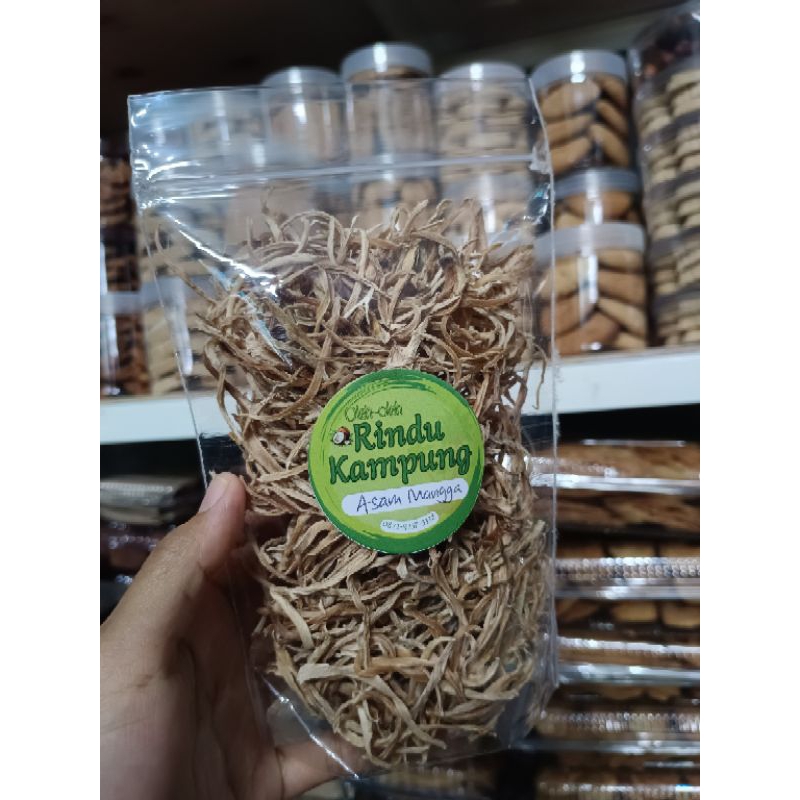 Oleh-oleh
Rindu
Kampung
Asam Mangga